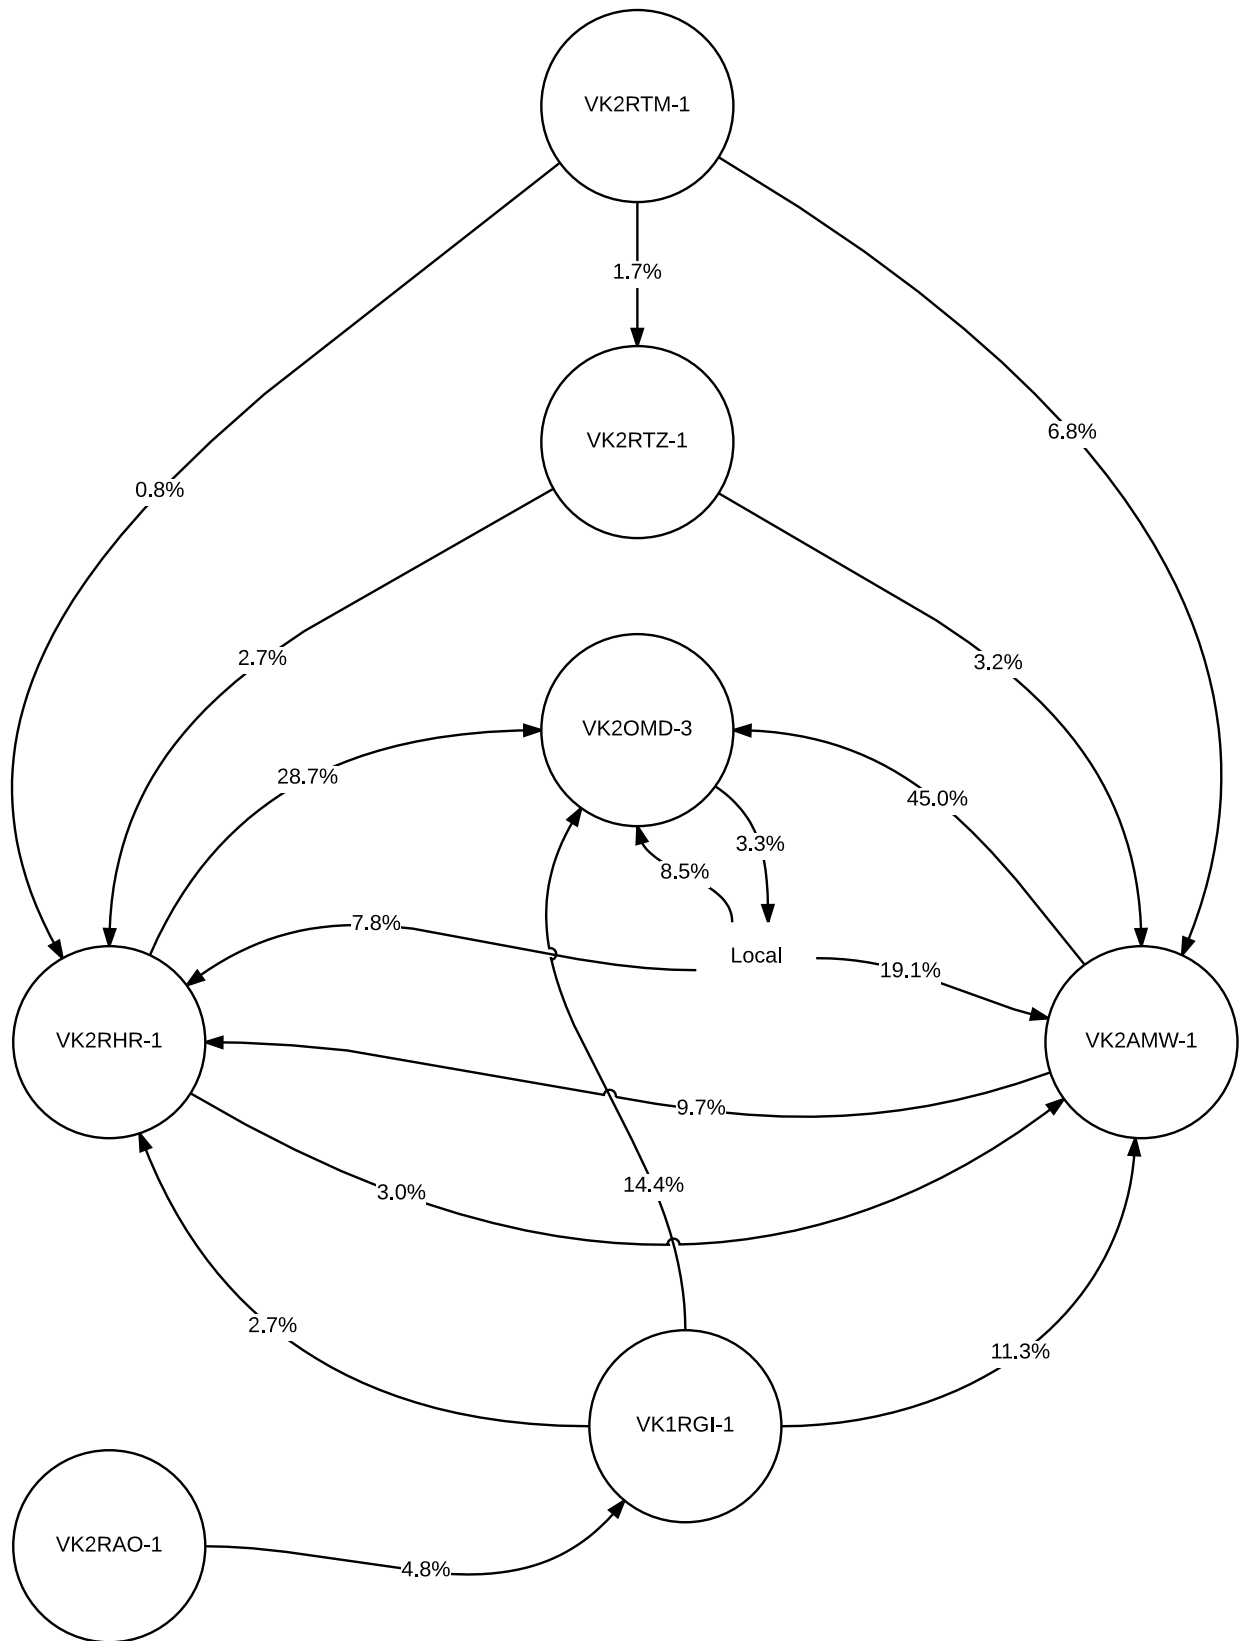 VK2RTM-1
1.7%
6.8%
VK2RTZ-1
0.8%
2.7%
3.2%
VK2OMD-3
28.7%
45.0%
3.3%
8.5%
7.8%
Local
19.1%
VK2RHR-1
VK2AMW-1
9.7%
14.4%
3.0%
2.7%
11.3%
VK1RGI-1
VK2RAO-1
4.8%